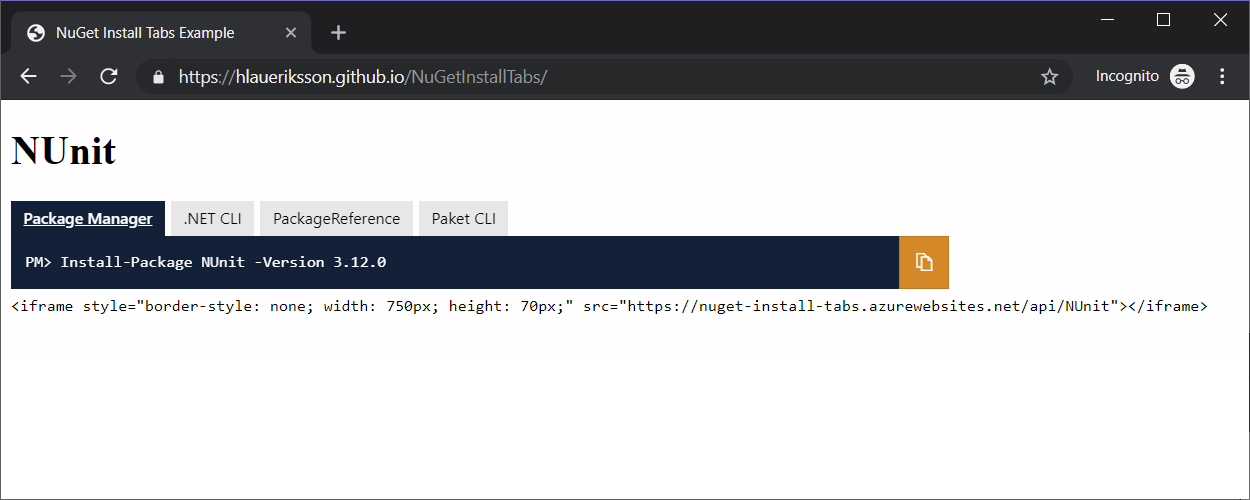 NuGet Install Tabs Example
https://hlaueriksson.github.io/NuGetInstallTabs/
Incognito
NUnit
Package Manager .NET CLI PackageReference Paket CLI
PM> Install-Package NUnit -Version 3.12.0
<iframe style="border-style: none; width: 750px; height: 70px;" src="https://nuget-install-tabs.azurewebsites.net/api/NUnit"></iframe>